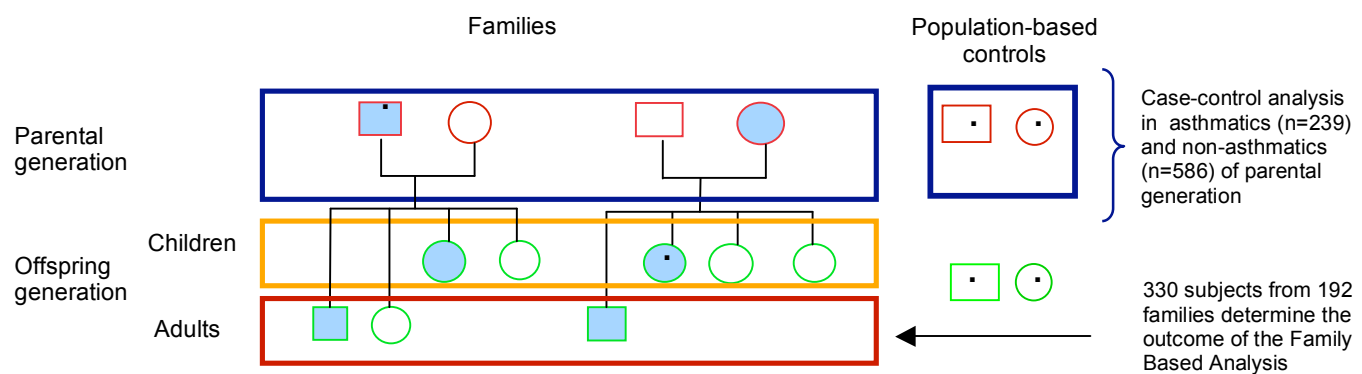 Families
Population-based
controls
Parental
generation
Case-control analysis
in asthmatics (n=239)
and non-asthmatics
(n=586) of parental
generation
Children
Offspring
generation
Adults
330 subjects from 192
families determine the
outcome of the Family
Based Analysis